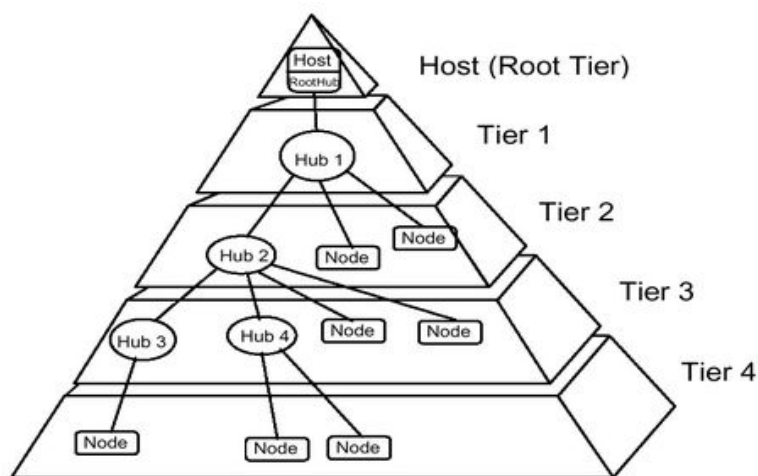 Host
RootHub
Host (Root Tier)
Hub 1
Tier 1
Hub 2
Node
Node
Tier 2
Hub 3
Hub 4
Node
Node
Tier 3
Node
Node
Node
Tier 4